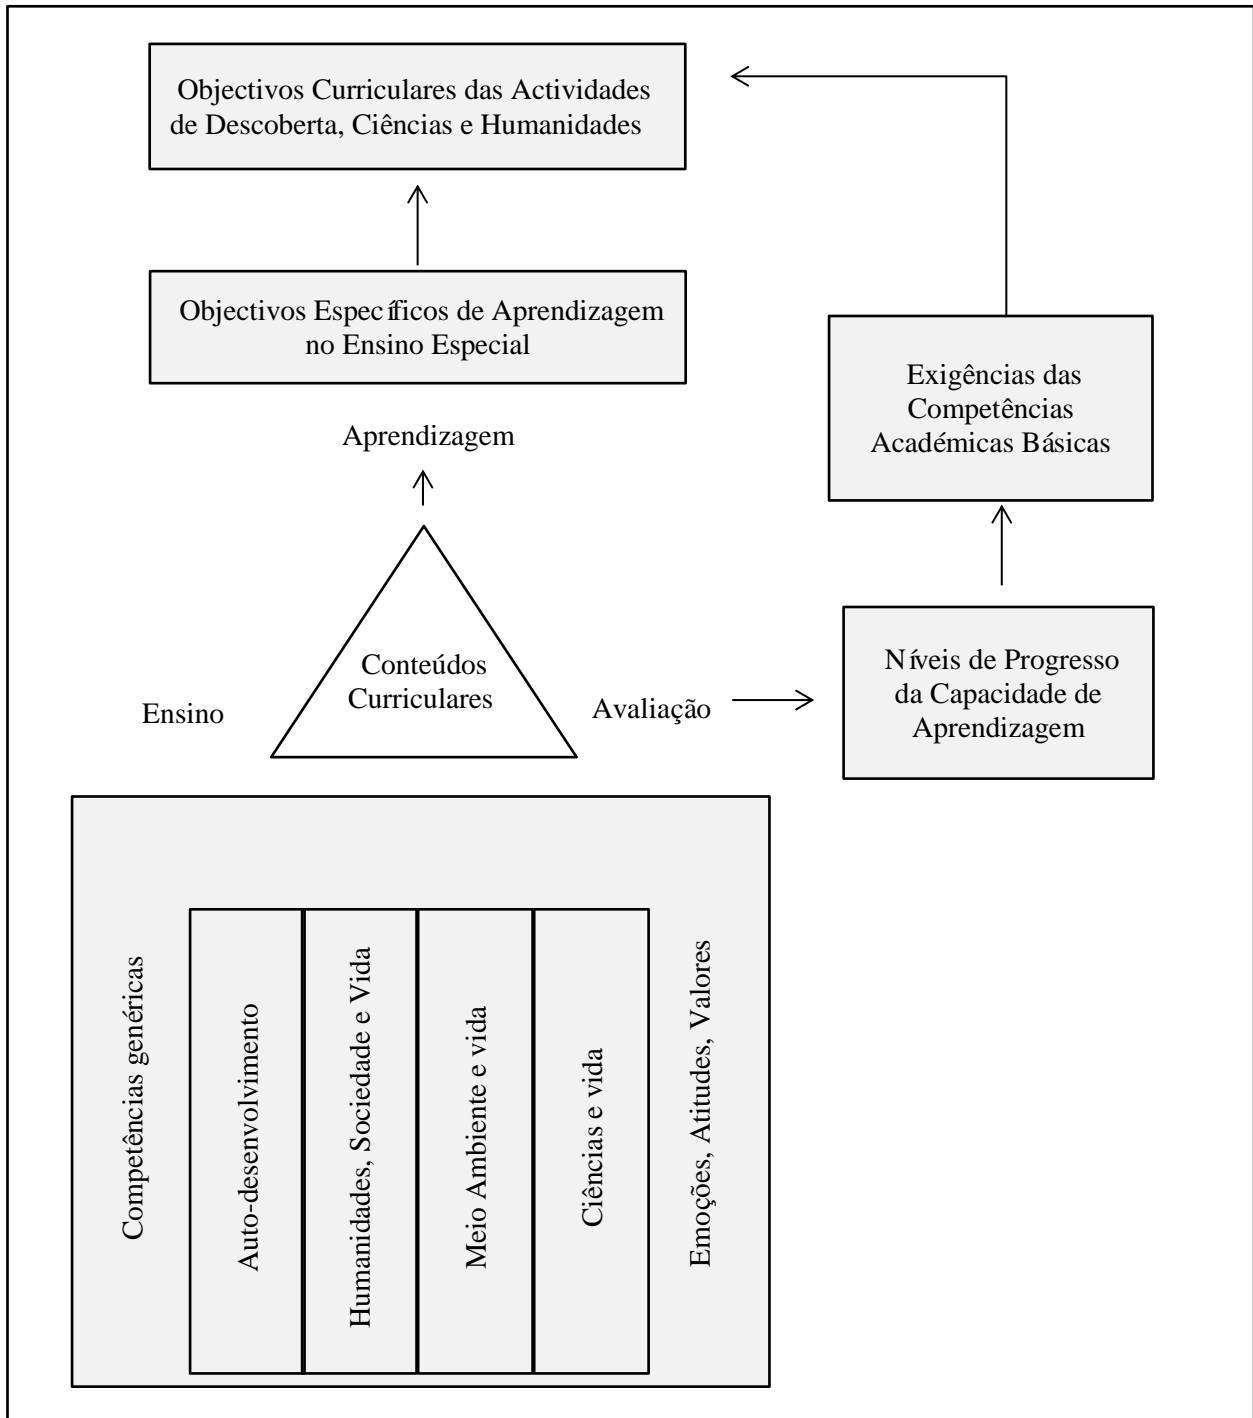 Objectivos Curriculares das Actividades
de Descoberta, Ciências e Humanidades
Objectivos Específicos de Aprendizagem
no Ensino Especial
Exigências das
Competências
Académicas Básicas
Aprendizagem
Conteúdos
Curriculares
Ensino
Avaliação
Níveis de Progresso
da Capacidade de
Aprendizagem
Competências genéricas
Auto-desenvolvimento
Humanidades, Sociedade e Vida
Meio Ambiente e vida
Ciências e vida
Emoções, Atitudes, Valores